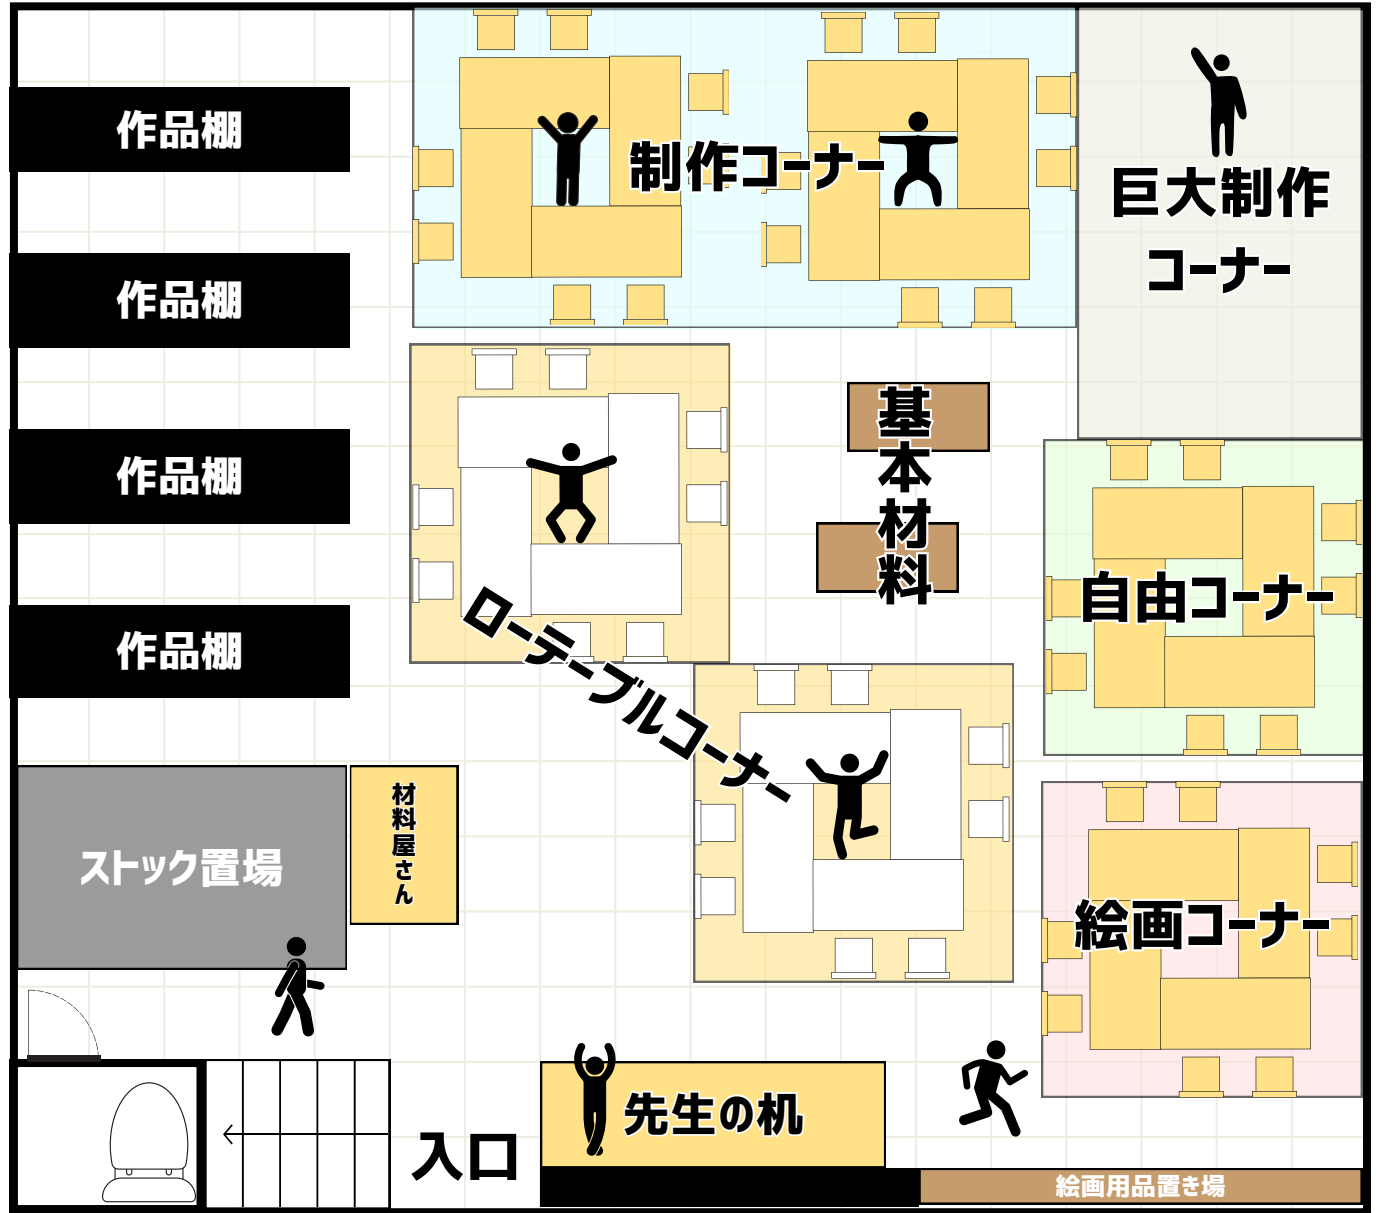 作品棚
制作コーナー
巨大制作
コーナー
作品棚
基本材料
作品棚
自由コーナー
ローテーブルコーナー
作品棚
材料屋さん
ストック置場
絵画コーナー
先生の机
入口
絵画用品置き場